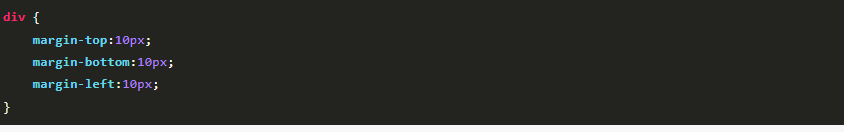 div {
    margin-top:10px;
    margin-bottom:10px;
    margin-left:10px;
}